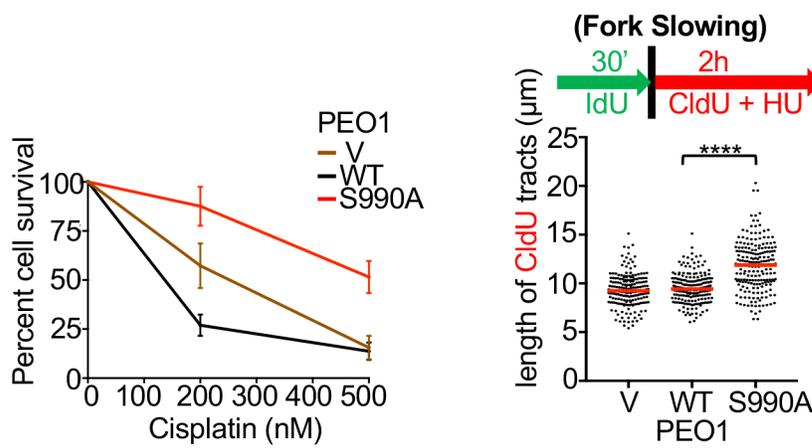 PEO1
V
WT
S990A
Percent cell survival
100
75
50
25
0
0 100 200 300 400 500
Cisplatin (nM)
(Fork Slowing)
30’ 2h
IdU CldU + HU
length of CldU tracts (µm)
25
20
15
10
5
0
****
V WT S990A
PEO1